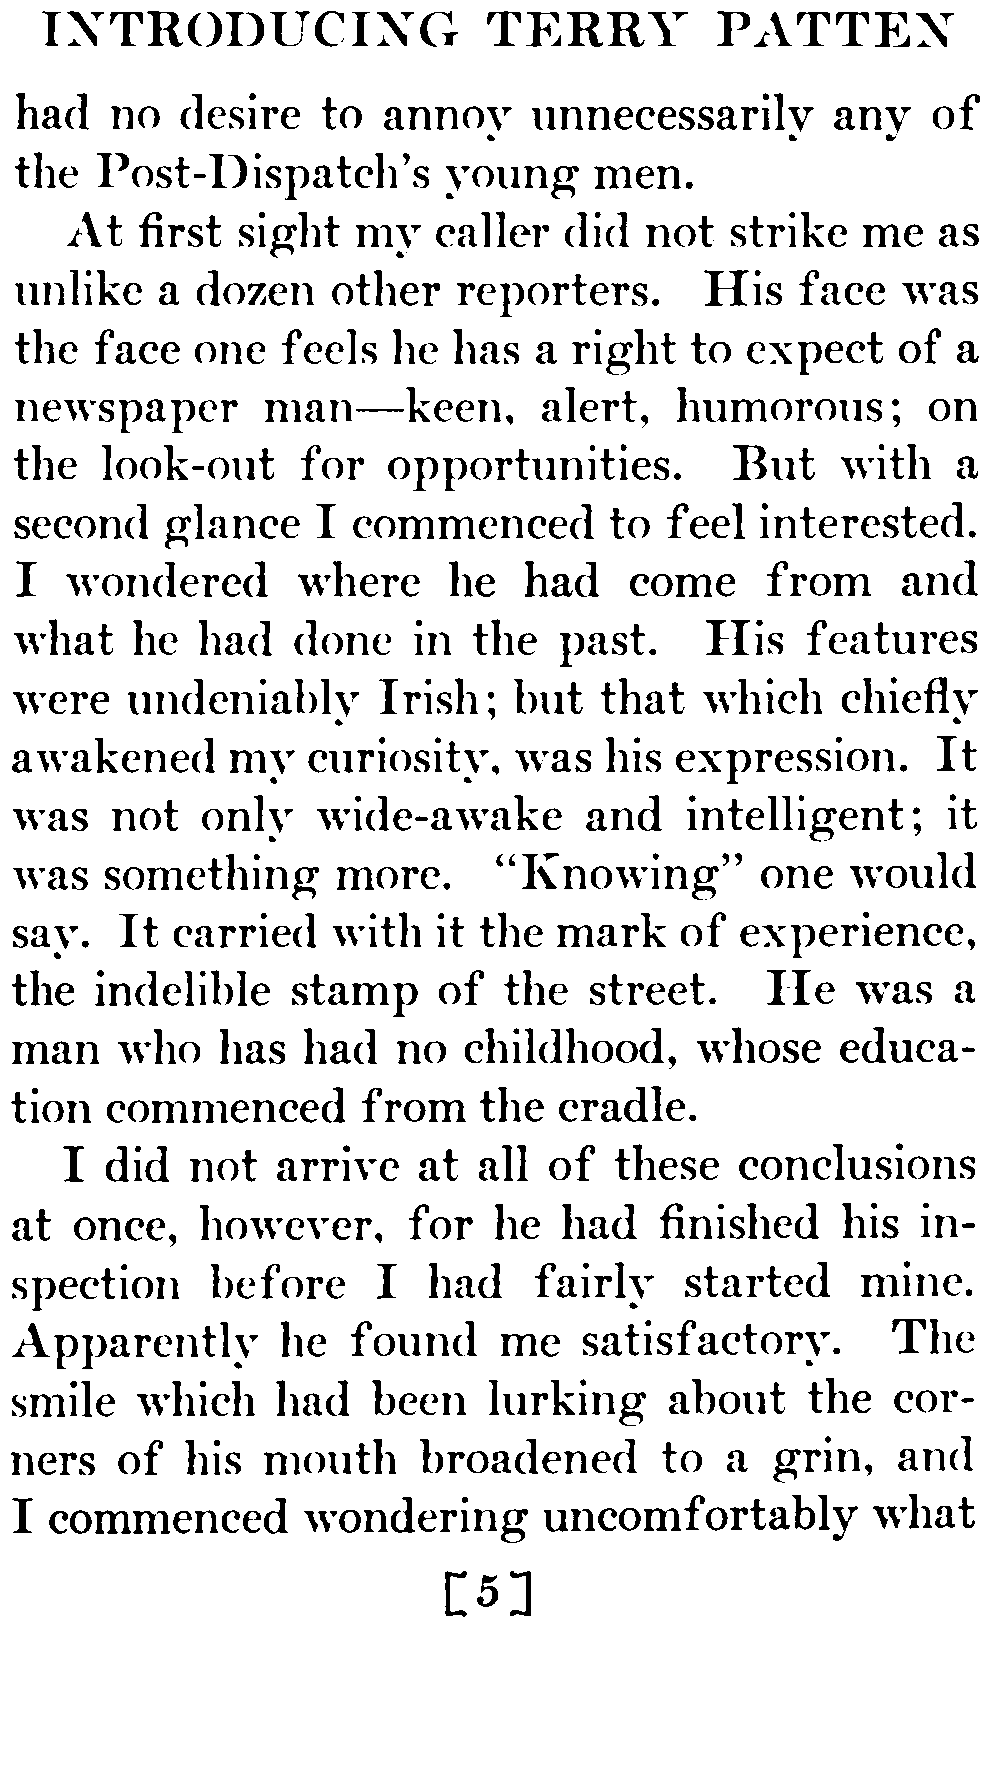 INTRODUCING TERRY PATTEN
had no desire to annoy unnecessarily any of
the Post-Dispatch's young men.
At first sight my caller did not strike me as
unlike a dozen other reporters. His face was
the face one feels he has a right to expect of a
newspaper man—keen, alert, humorous; on
the look-out for opportunities. But with a
second glance I commenced to feel interested.
I wondered where he had come from and
what he had done in the past. His features
were undeniably Irish; but that which chiefly
awakened my curiosity, was his expression. It
was not only wide-awake and intelligent; it
was something more. “Knowing” one would
say. It carried with it the mark of experience,
the indelible stamp of the street. He was a
man who has had no childhood, whose educa-
tion commenced from the cradle.
I did not arrive at all of these conclusions
at once, however, for he had finished his in-
spection before I had fairly started mine.
Apparently he found me satisfactory. The
smile which had been lurking about the cor-
ners of his mouth broadened to a grin, and
I commenced wondering uncomfortably what
[5]